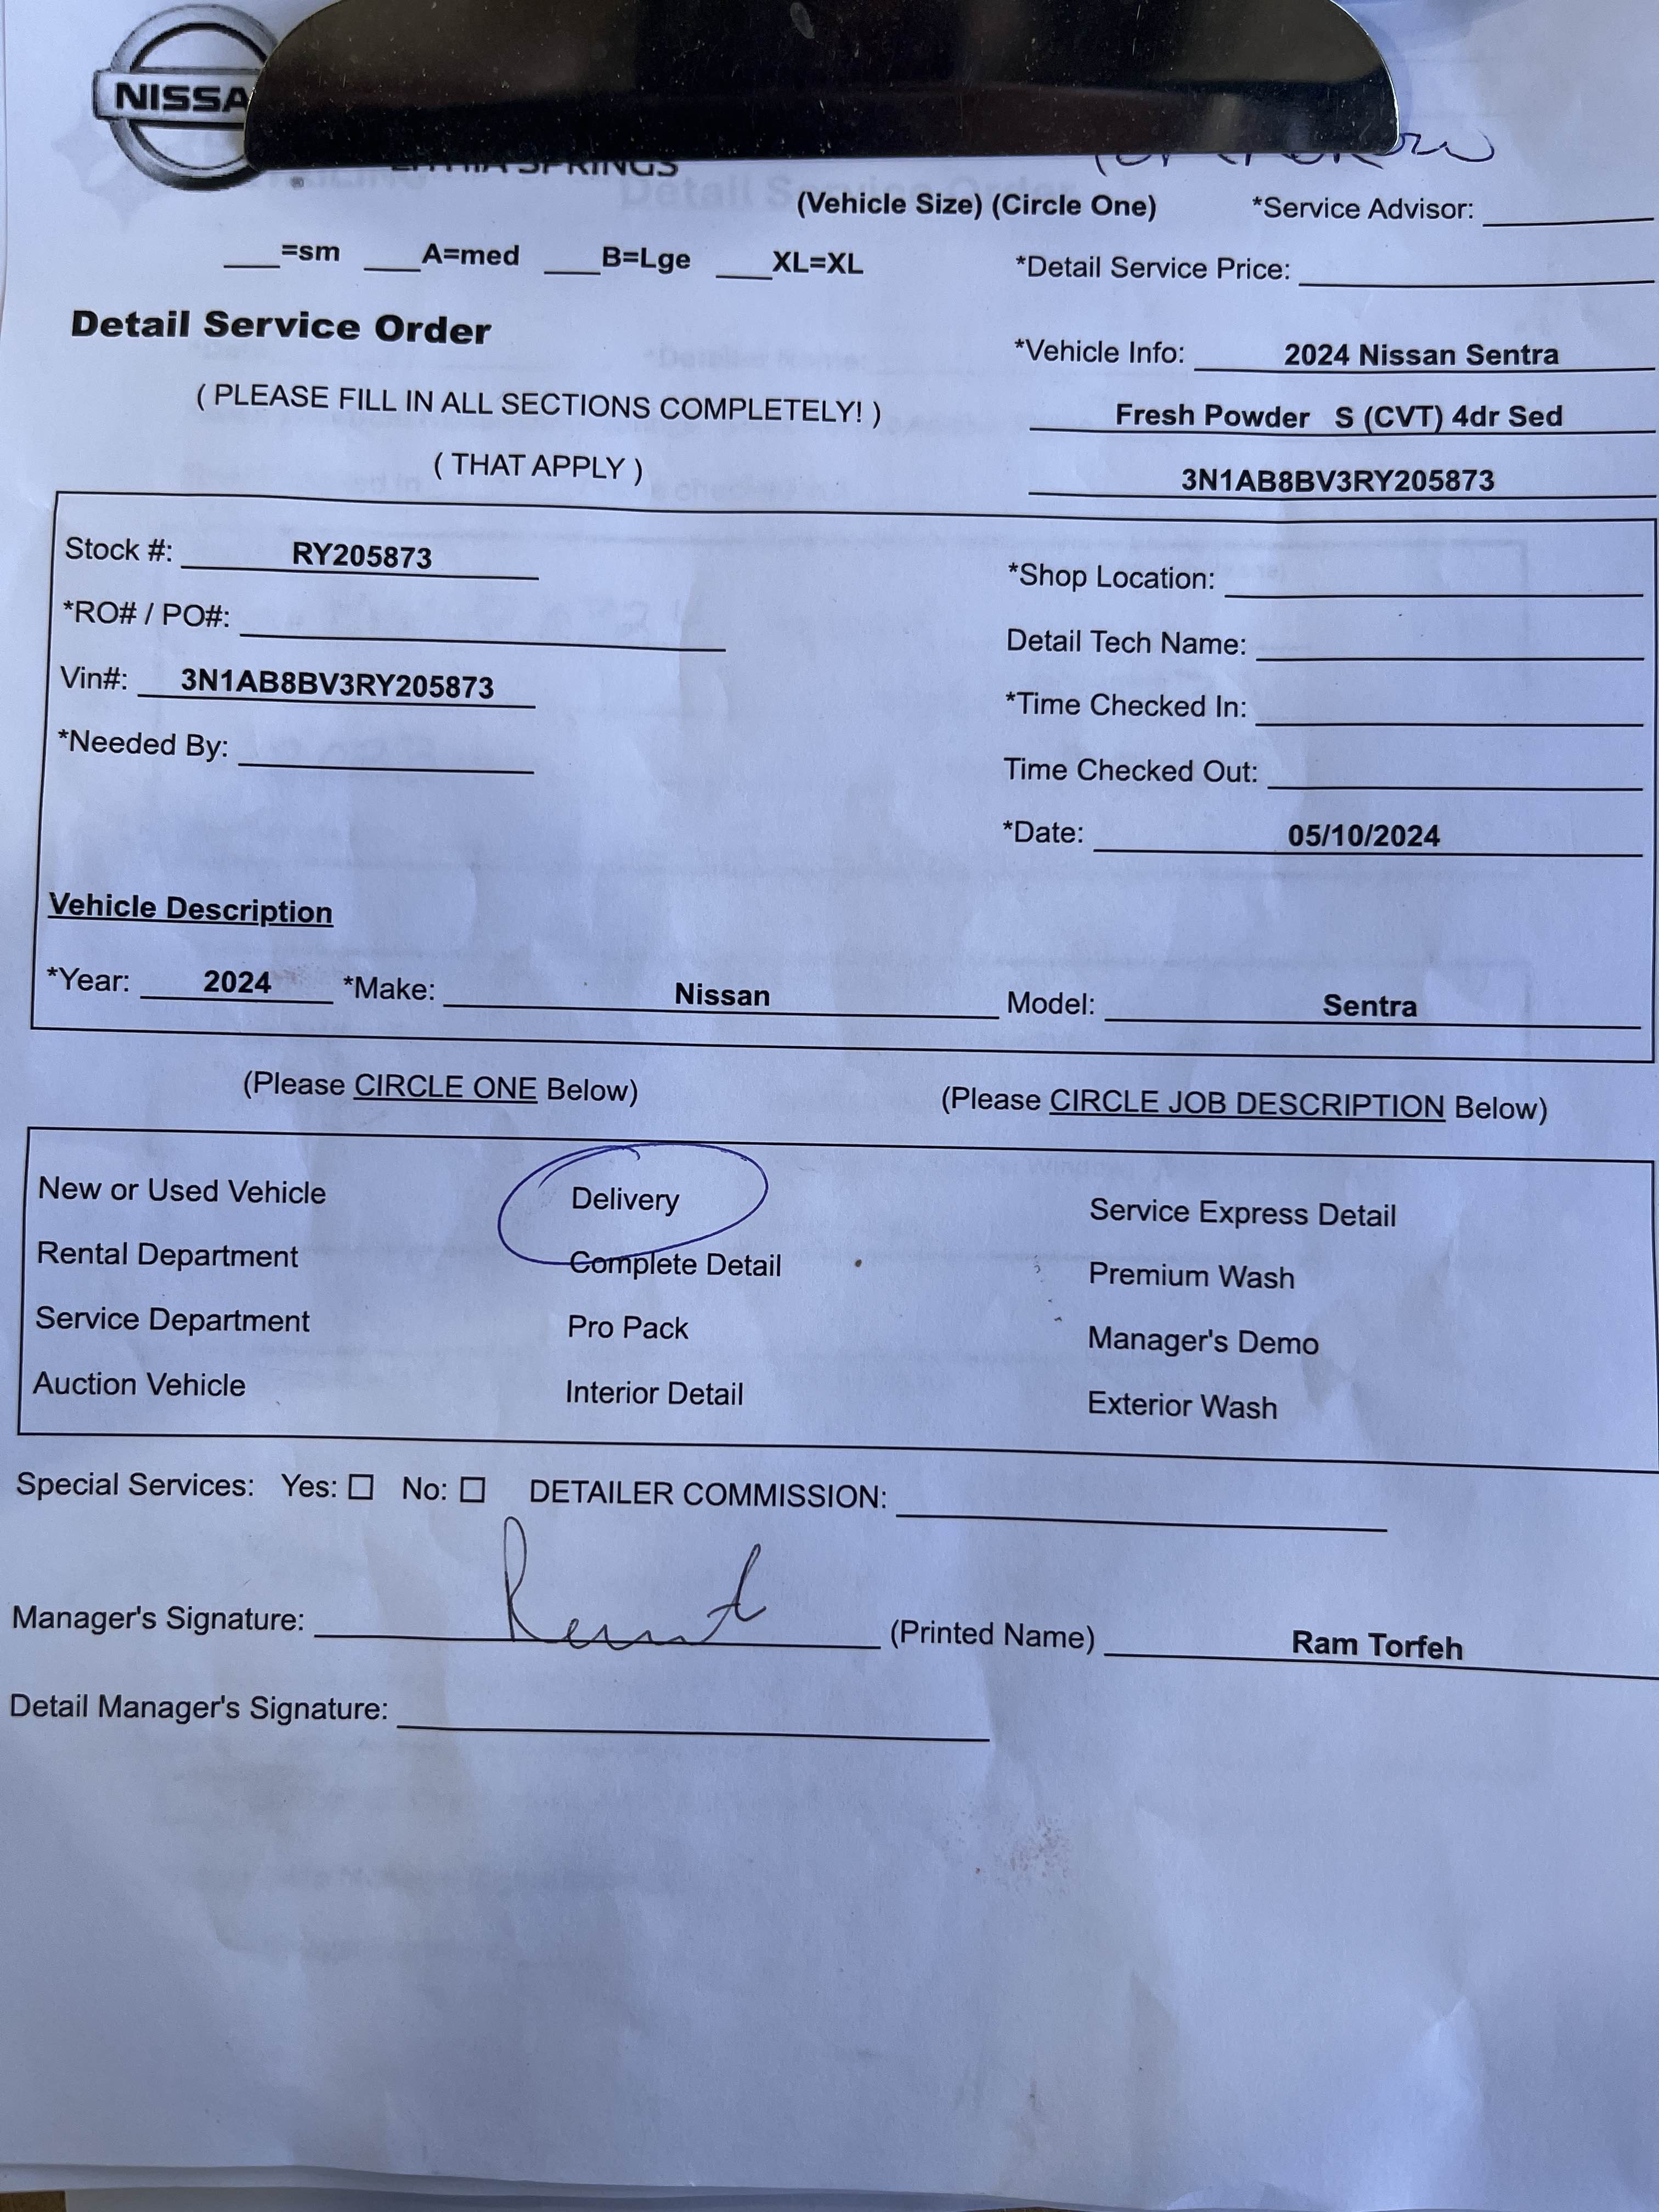 NISSA
SPRINGS
(Vehicle Size) (Circle One) *Service Advisor:
=sm A=med B=Lge XL=XL
*Detail Service Price:
Detail Service Order
*Vehicle Info: 2024 Nissan Sentra
( PLEASE FILL IN ALL SECTIONS COMPLETELY! )
Fresh Powder S (CVT) 4dr Sed
( THAT APPLY )
3N1AB8BV3RY205873
Stock #: RY205873
*Shop Location:
*RO# / PO#:
Detail Tech Name:
Vin#: 3N1AB8BV3RY205873
*Time Checked In:
*Needed By:
Time Checked Out:
*Date: 05/10/2024
Vehicle Description
*Year: 2024 *Make: Nissan Model: Sentra
(Please CIRCLE ONE Below) (Please CIRCLE JOB DESCRIPTION Below)
New or Used Vehicle Delivery Service Express Detail
Rental Department Complete Detail Premium Wash
Service Department Pro Pack Manager's Demo
Auction Vehicle Interior Detail Exterior Wash
Special Services: Yes: ☐ No: ☐ DETAILER COMMISSION:
Manager's Signature: (Printed Name) Ram Torfeh
Detail Manager's Signature: